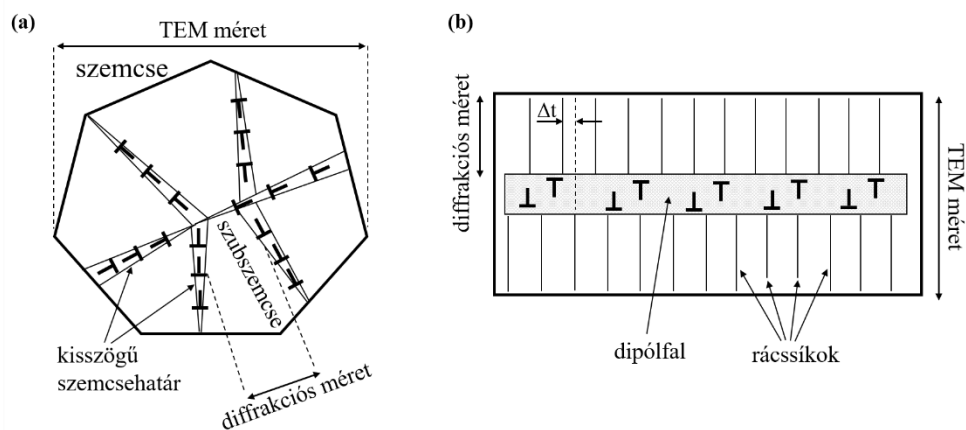 (a)
TEM méret
szemcse
szubszemcse
kisszögű
szemcsehatár
diffrakciós méret
(b)
diffrakciós méret
Δt
TEM méret
dipólfal
rácssíkok